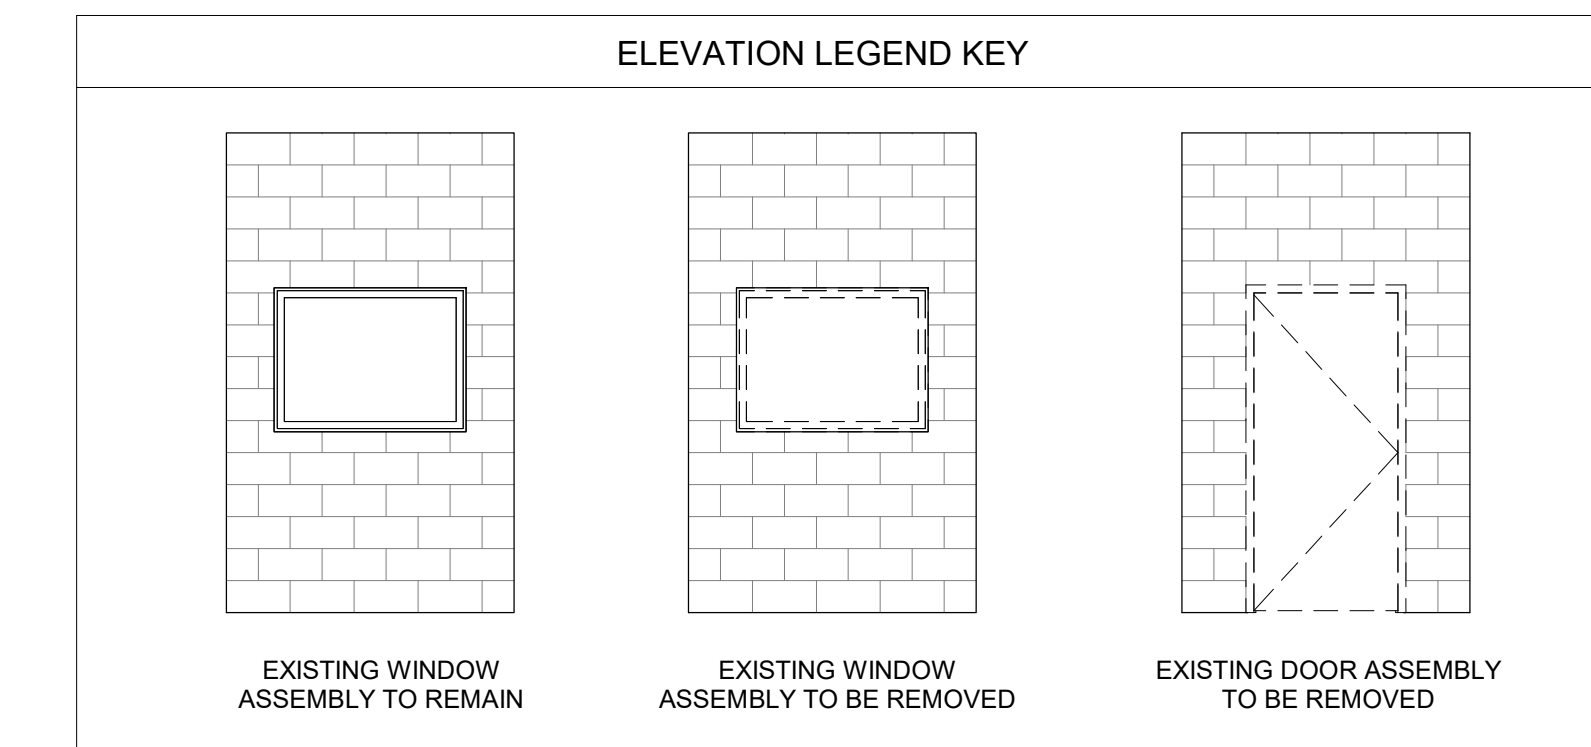 ELEVATION LEGEND KEY
EXISTING WINDOW
ASSEMBLY TO REMAIN
EXISTING WINDOW
ASSEMBLY TO BE REMOVED
EXISTING DOOR ASSEMBLY
TO BE REMOVED